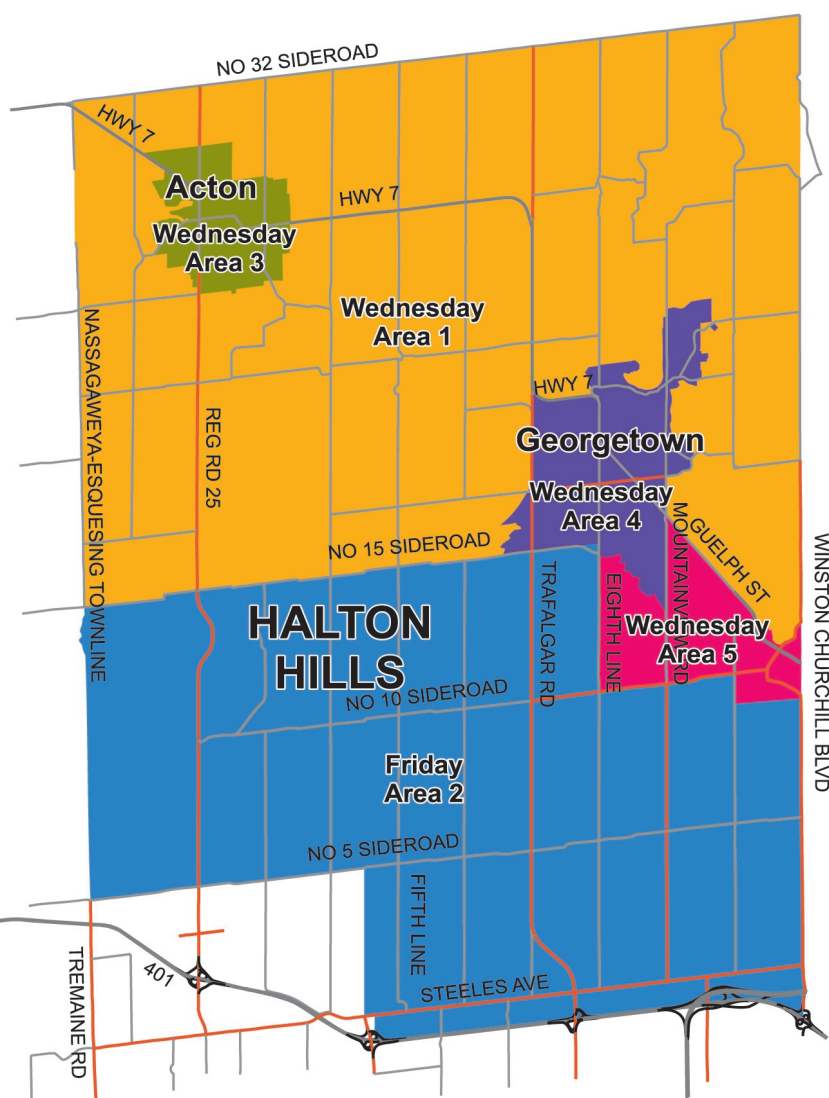 NO 32 SIDEROAD
HWY 7
Acton
HWY 7
Wednesday
Area 3
Wednesday
Area 1
NASSAGAWEYA-ESQUESING TOWNLINE
REG RD 25
HWY 7
Georgetown
Wednesday
Area 4
MOUNTAINVIEW RD
GUELPH ST
NO 15 SIDEROAD
WINSTON CHURCHILL BLVD
TRAFALGAR RD
EIGHTH LINE
HALTON
HILLS
Wednesday
Area 5
NO 10 SIDEROAD
Friday
Area 2
NO 5 SIDEROAD
FIFTH LINE
TREMAINE RD
401
STEELES AVE